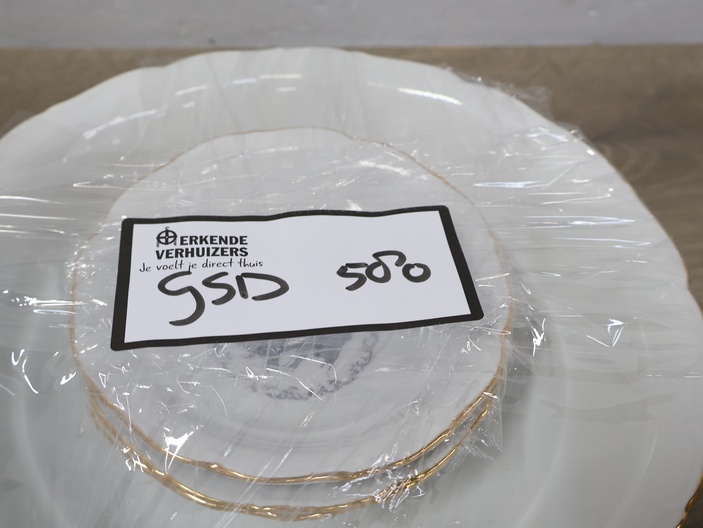 ERKENDE
VERHUIZERS
Je voelt je direct thuis
GSD 580